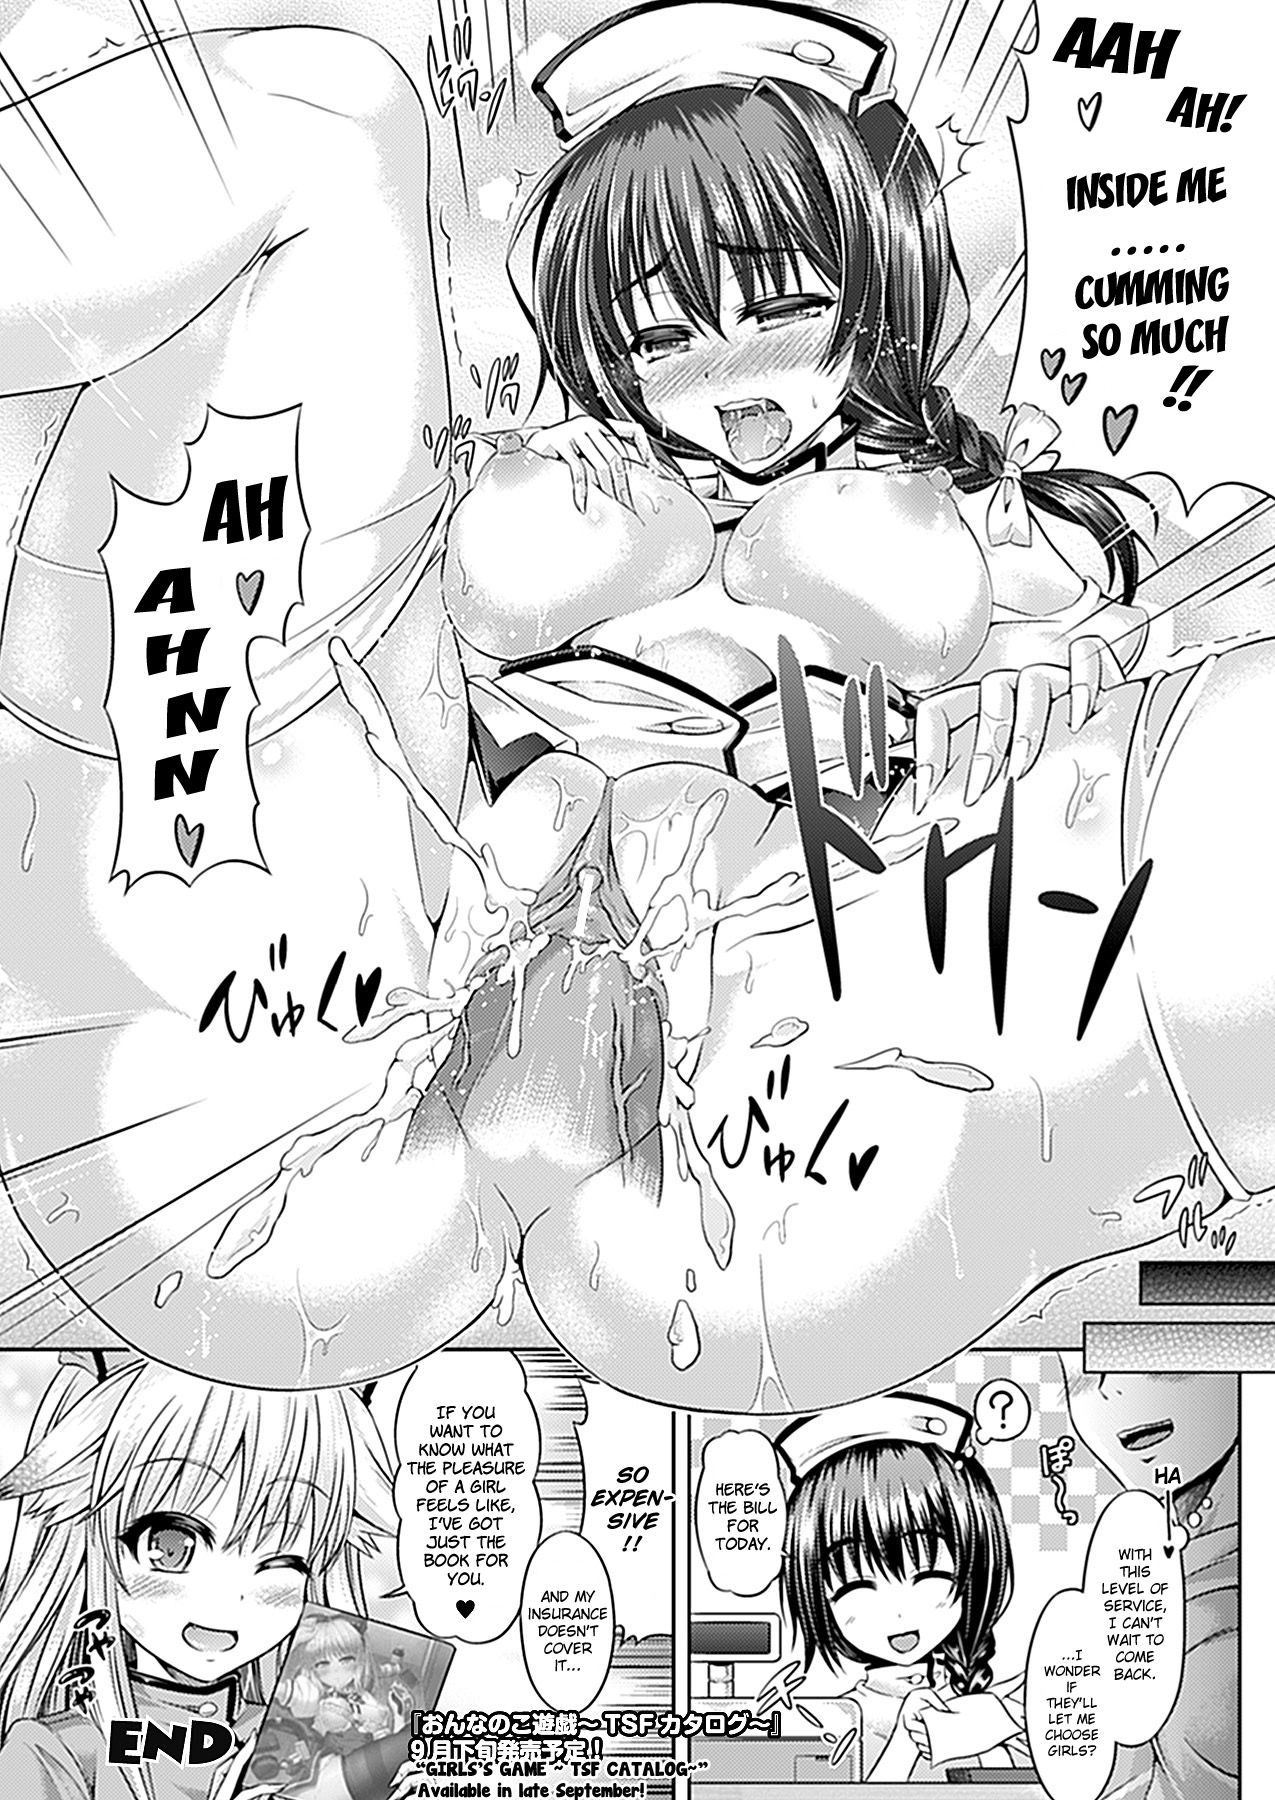 AAH
AH!
INSIDE ME
.....
CUMMING
SO MUCH
!!
AH
AHNNN
ドドーン
びゅく♥
びゅく♥
HERE'S
THE BILL
FOR
TODAY.
?
ぽ〜っ
HA
♥
WITH
THIS
LEVEL OF
SERVICE,
I CAN'T
WAIT TO
COME
BACK.
...I
WONDER
IF
THEY'LL
LET ME
CHOOSE
GIRLS?
SO
EXPEN-
SIVE
!!
AND MY
INSURANCE
DOESN'T
COVER
IT...
IF YOU
WANT TO
KNOW WHAT
THE PLEASURE
OF A GIRL
FEELS LIKE,
I'VE GOT
JUST THE
BOOK FOR
YOU.
♥
END
『おんなのこ遊戯～TSFカタログ～』
9月下旬発売予定！
"GIRLS'S GAME ~ TSF CATALOG~"
Available in late September!